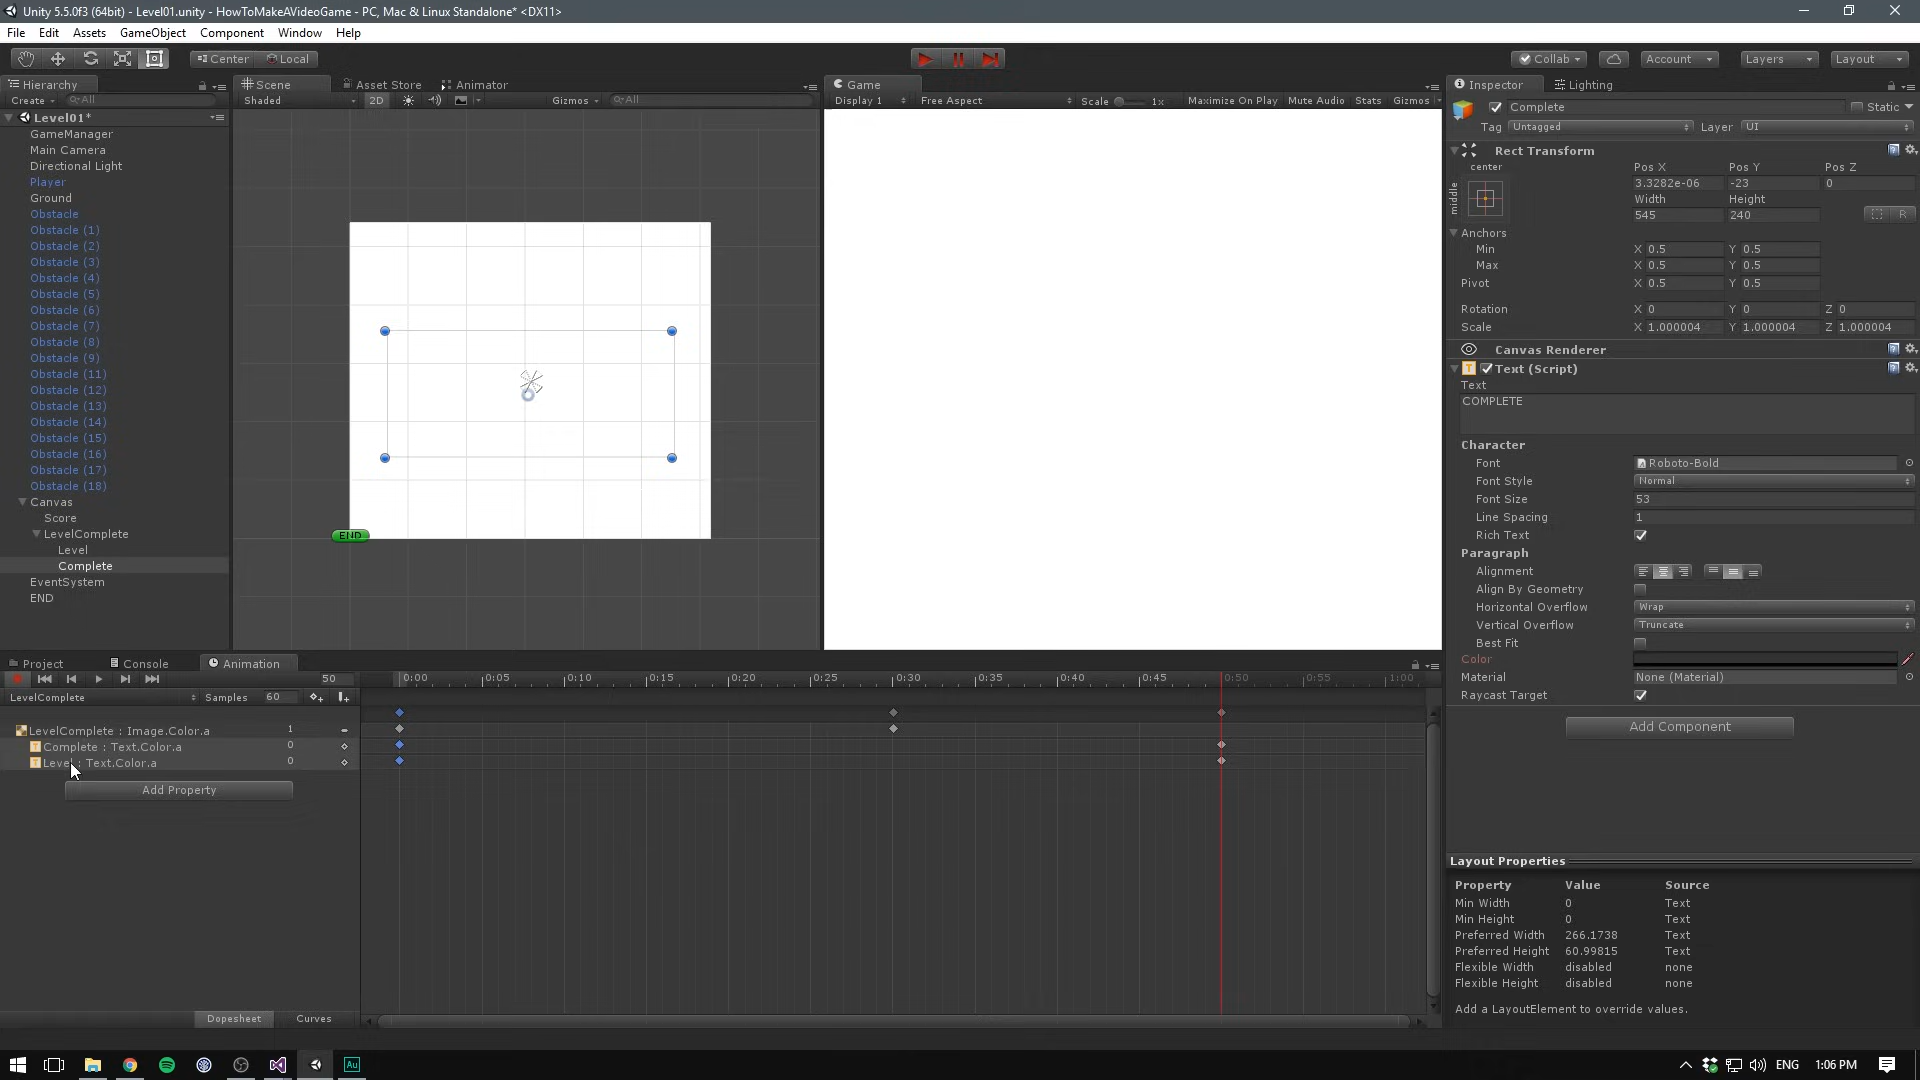 Unity 5.5.0f3 (64bit) - Level01.unity - HowToMakeAVideoGame - PC, Mac & Linux Standalone* <DX11>
File Edit Assets GameObject Component Window Help
Center Local Collab Account Layers Layout
Hierarchy Scene Asset Store Animator Game Inspector Lighting
Create All Shaded 2D Gizmos All Display 1 Free Aspect Scale 1x Maximize On Play Mute Audio Stats Gizmos
Complete Static
Tag Untagged Layer UI
Level01*
GameManager
Main Camera
Directional Light
Player
Ground
Obstacle
Obstacle (1)
Obstacle (2)
Obstacle (3)
Obstacle (4)
Obstacle (5)
Obstacle (6)
Obstacle (7)
Obstacle (8)
Obstacle (9)
Obstacle (11)
Obstacle (12)
Obstacle (13)
Obstacle (14)
Obstacle (15)
Obstacle (16)
Obstacle (17)
Obstacle (18)
Canvas
Score
LevelComplete
Level
Complete
EventSystem
END
END
Rect Transform
center Pos X Pos Y Pos Z
middle 3.3282e-06 -23 0
Width Height
545 240 R
Anchors
Min X 0.5 Y 0.5
Max X 0.5 Y 0.5
Pivot X 0.5 Y 0.5
Rotation X 0 Y 0 Z 0
Scale X 1.000004 Y 1.000004 Z 1.000004
Canvas Renderer
Text (Script)
Text
COMPLETE
Character
Font Roboto-Bold
Font Style Normal
Font Size 53
Line Spacing 1
Rich Text
Paragraph
Alignment
Align By Geometry
Horizontal Overflow Wrap
Vertical Overflow Truncate
Best Fit
Color
Material None (Material)
Raycast Target
Add Component
Layout Properties
Property Value Source
Min Width 0 Text
Min Height 0 Text
Preferred Width 266.1738 Text
Preferred Height 60.99815 Text
Flexible Width disabled none
Flexible Height disabled none
Add a LayoutElement to override values.
Project Console Animation
50 0:00 0:05 0:10 0:15 0:20 0:25 0:30 0:35 0:40 0:45 0:50 0:55 1:00
LevelComplete Samples 60
LevelComplete : Image.Color.a 1
Complete : Text.Color.a 0
Level : Text.Color.a 0
Add Property
Dopesheet Curves
Au ENG 1:06 PM